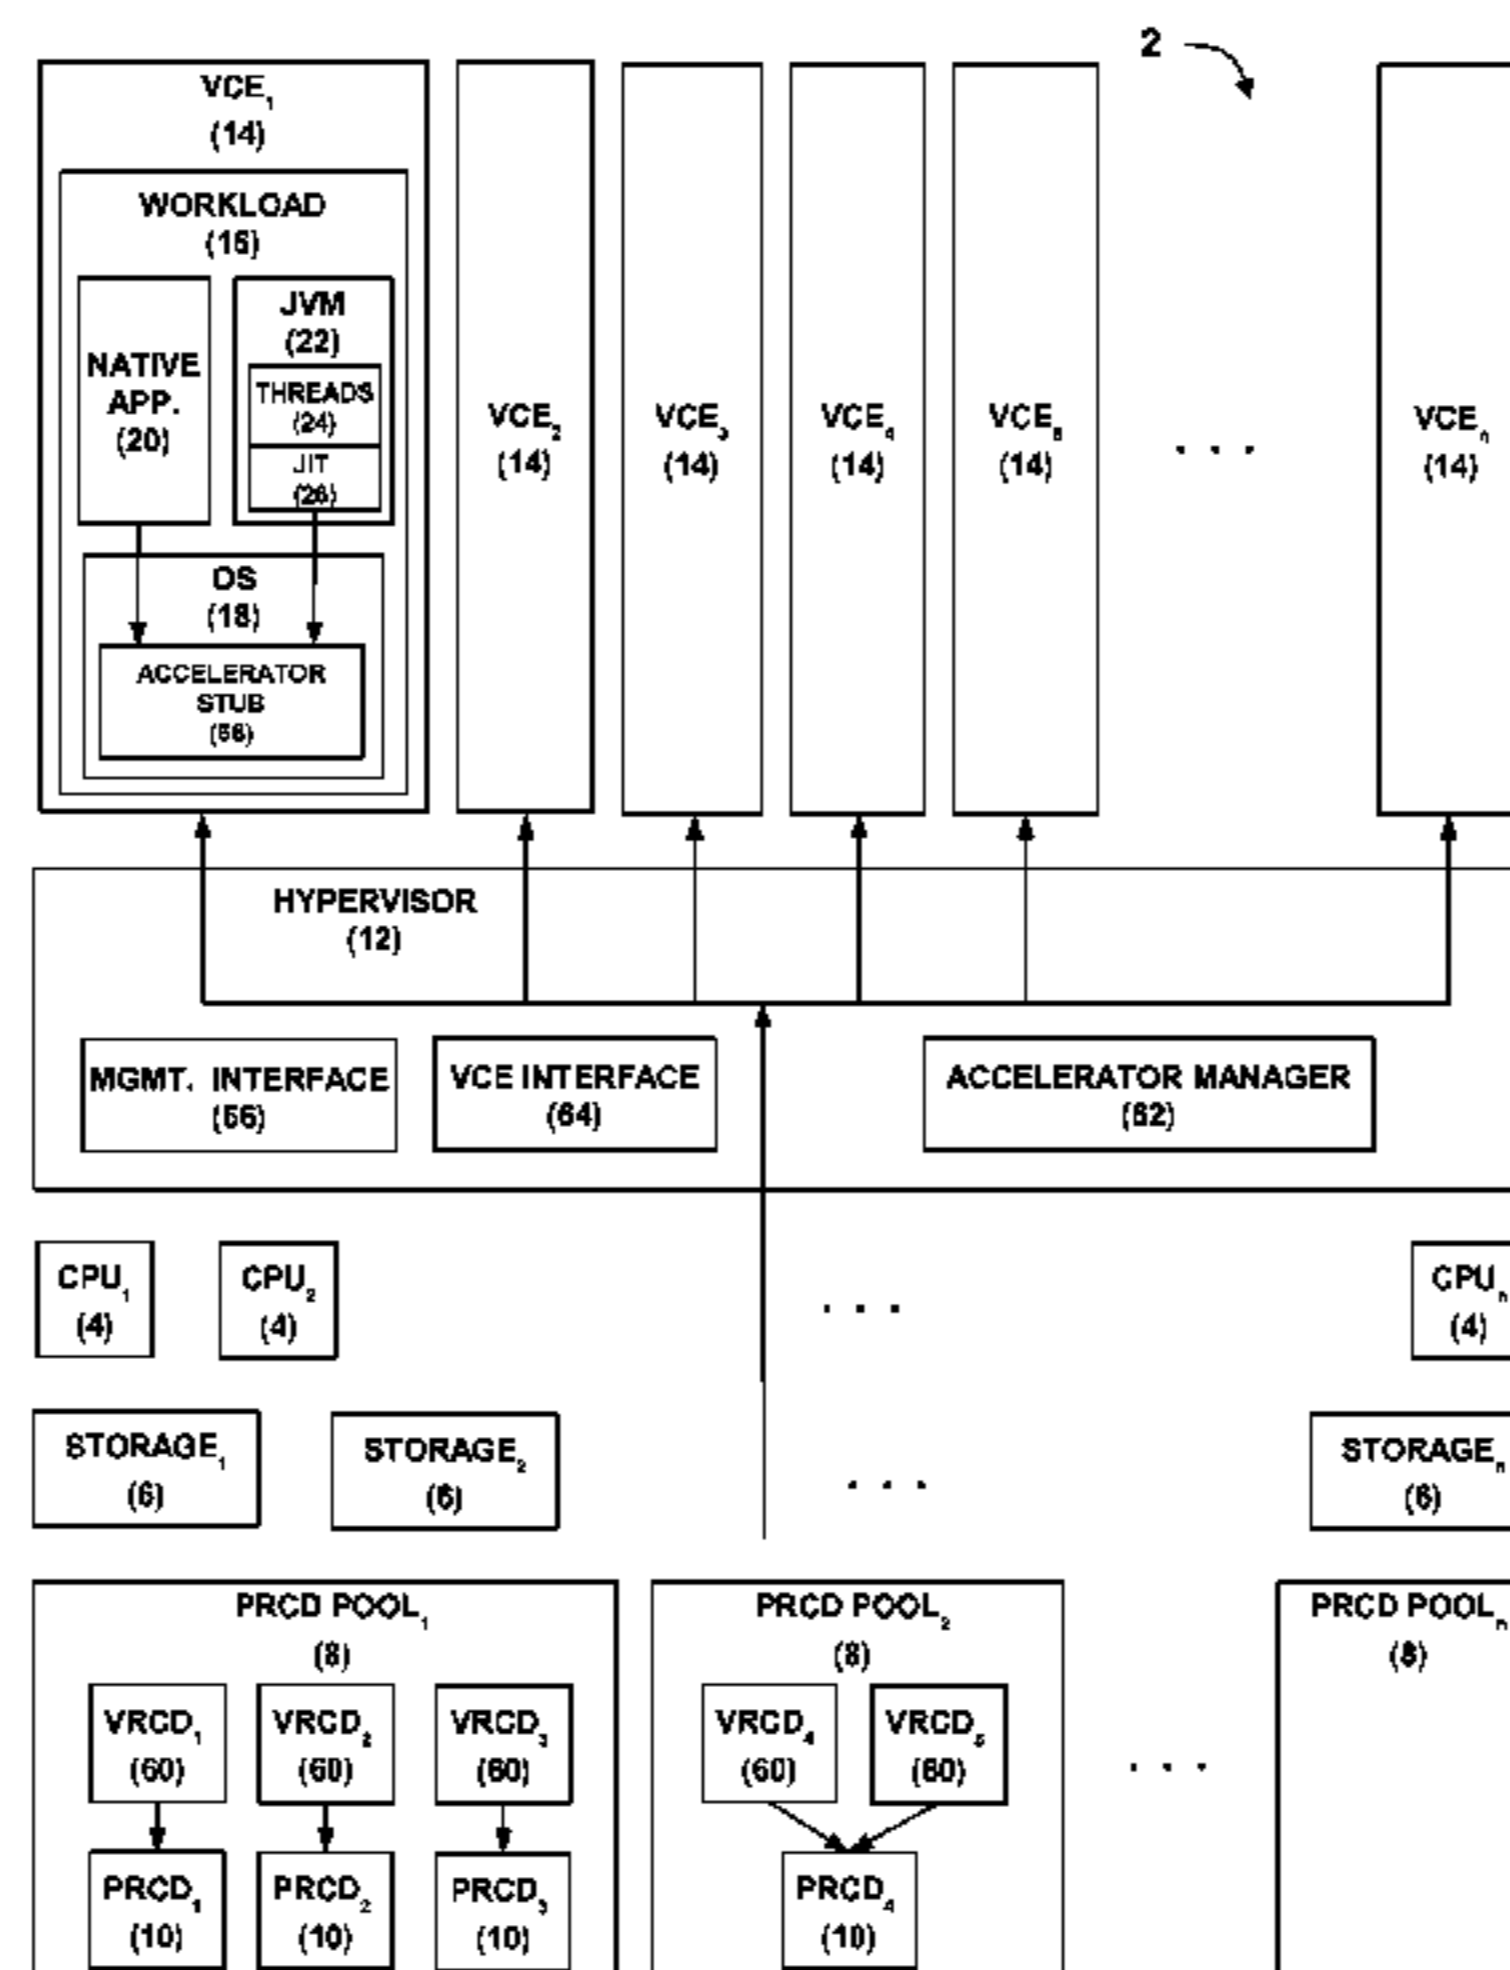 2
VCE1
(14)
WORKLOAD
(16)
NATIVE
APP.
(20)
JVM
(22)
THREADS
(24)
JIT
(26)
OS
(18)
ACCELERATOR
STUB
(58)
VCE2
(14)
VCE3
(14)
VCE4
(14)
VCE5
(14)
. . .
VCEn
(14)
HYPERVISOR
(12)
MGMT. INTERFACE
(56)
VCE INTERFACE
(64)
ACCELERATOR MANAGER
(62)
CPU1
(4)
CPU2
(4)
. . .
CPUn
(4)
STORAGE1
(6)
STORAGE2
(6)
. . .
STORAGEn
(6)
PRCD POOL1
(8)
VRCD1
(60)
VRCD2
(60)
VRCD3
(60)
PRCD1
(10)
PRCD2
(10)
PRCD3
(10)
PRCD POOL2
(8)
VRCD4
(60)
VRCD5
(60)
PRCD4
(10)
. . .
PRCD POOLn
(8)